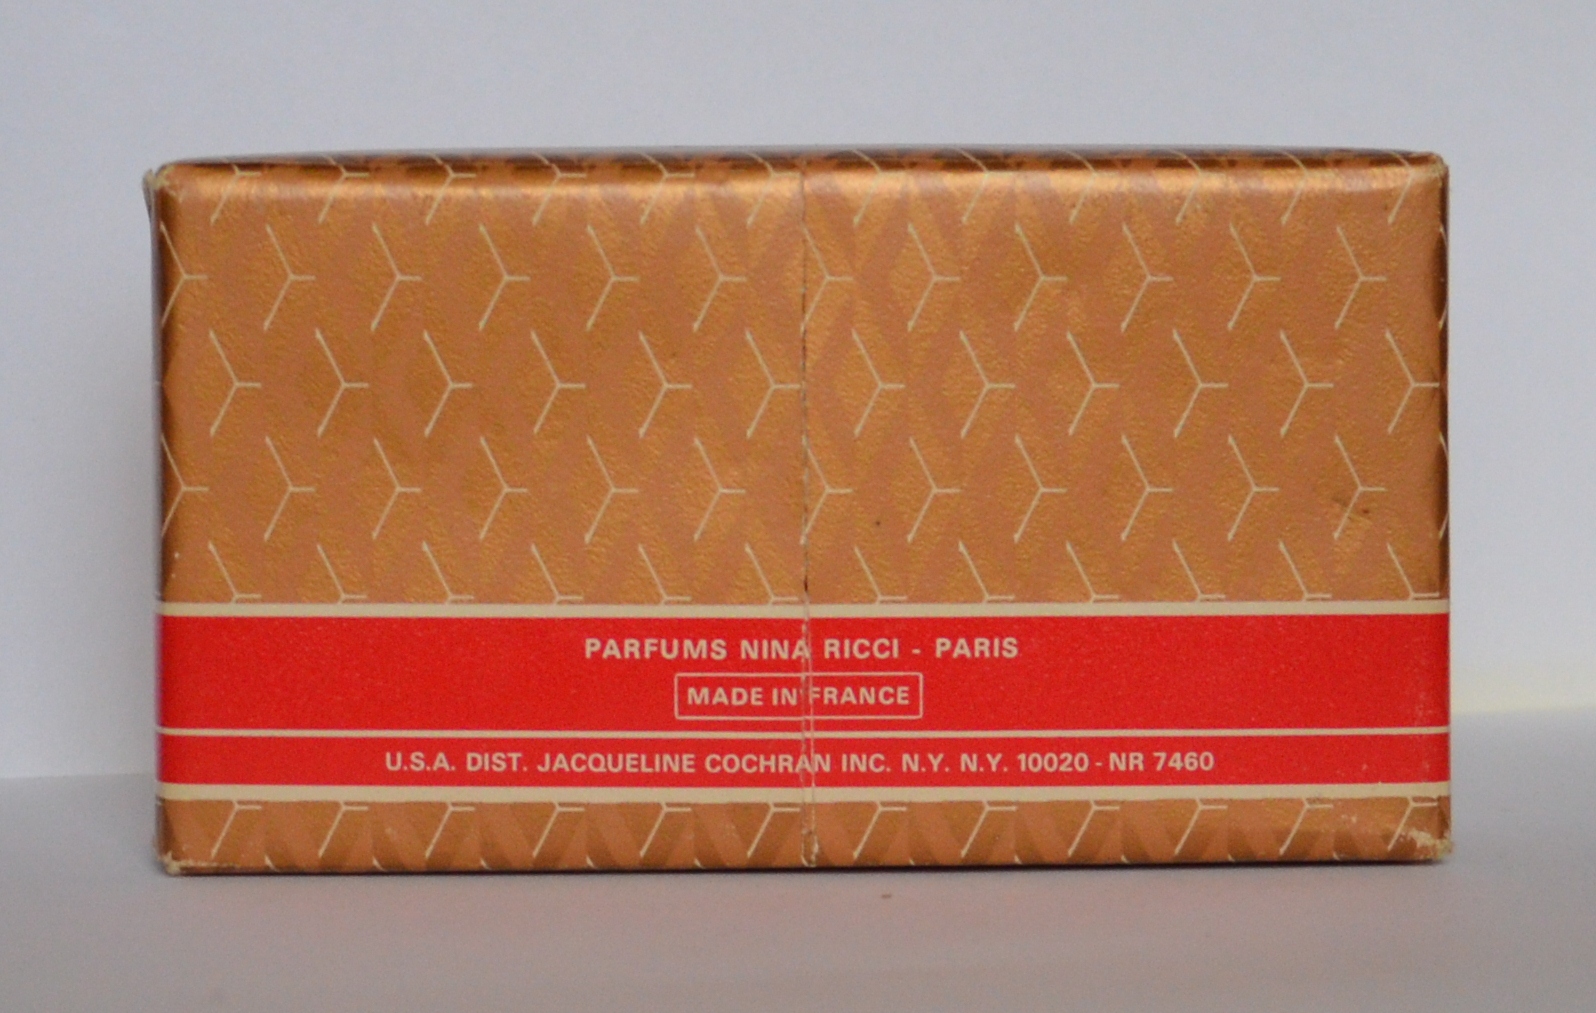 PARFUMS NINA RICCI - PARIS
MADE IN FRANCE
U.S.A. DIST. JACQUELINE COCHRAN INC. N.Y. N.Y. 10020 - NR 7460